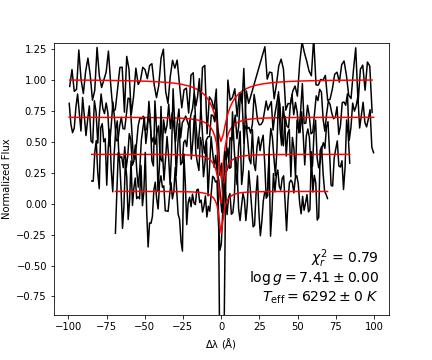 1.25
1.00
0.75
0.50
0.25
0.00
−0.25
−0.50
−0.75
Normalized Flux
χ²ᵣ = 0.79
log g = 7.41 ± 0.00
T_eff = 6292 ± 0 K
−100 −75 −50 −25 0 25 50 75 100
Δλ (Å)